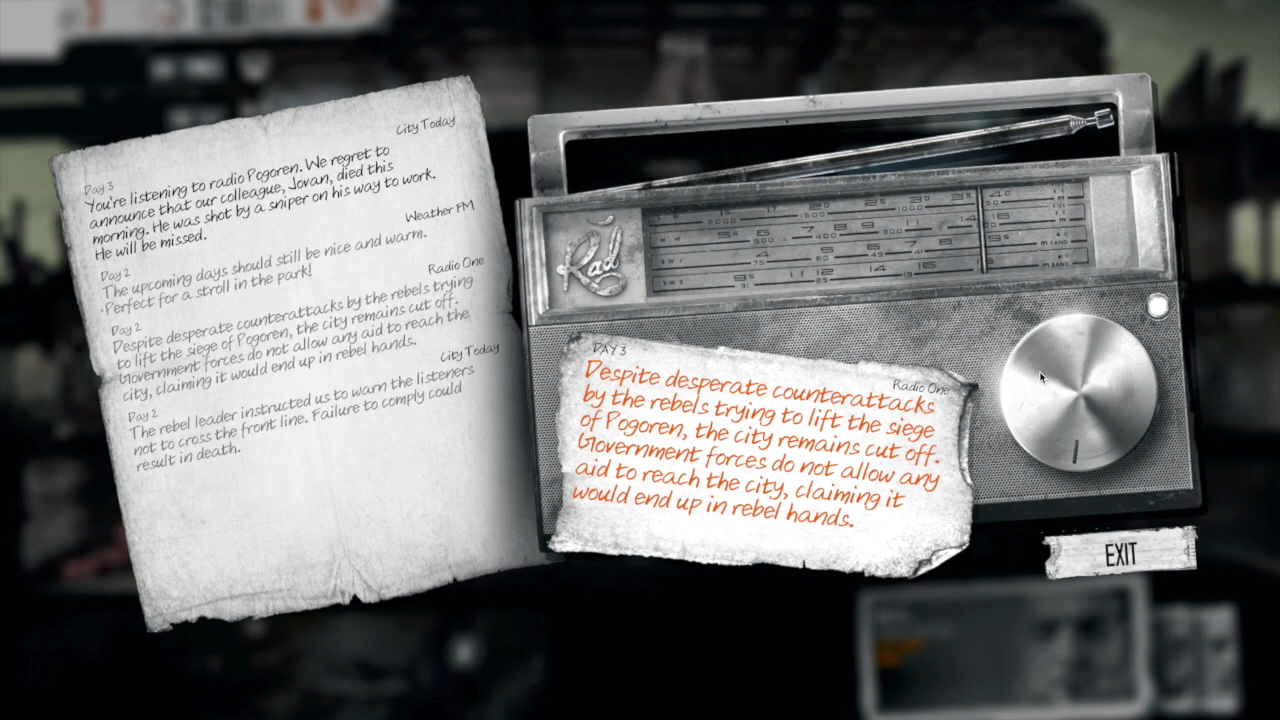 City Today
Day 3
You're listening to radio Pogoren. We regret to
announce that our colleague, Jovan, died this
morning. He was shot by a sniper on his way to work.
He will be missed.
Weather FM
Day 2
The upcoming days should still be nice and warm.
Perfect for a stroll in the park!
Radio One
Day 2
Despite desperate counterattacks by the rebels trying
to lift the siege of Pogoren, the city remains cut off.
Government forces do not allow any aid to reach the
city, claiming it would end up in rebel hands.
City Today
Day 2
The rebel leader instructed us to warn the listeners
not to cross the front line. Failure to comply could
result in death.
Rad
DAY 3
Radio One
Despite desperate counterattacks
by the rebels trying to lift the siege
of Pogoren, the city remains cut off.
Government forces do not allow any
aid to reach the city, claiming it
would end up in rebel hands.
EXIT